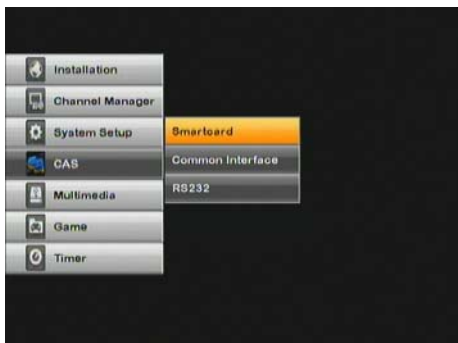 Installation
Channel Manager
System Setup
CAS
Multimedia
Game
Timer
Smartcard
Common Interface
RS232